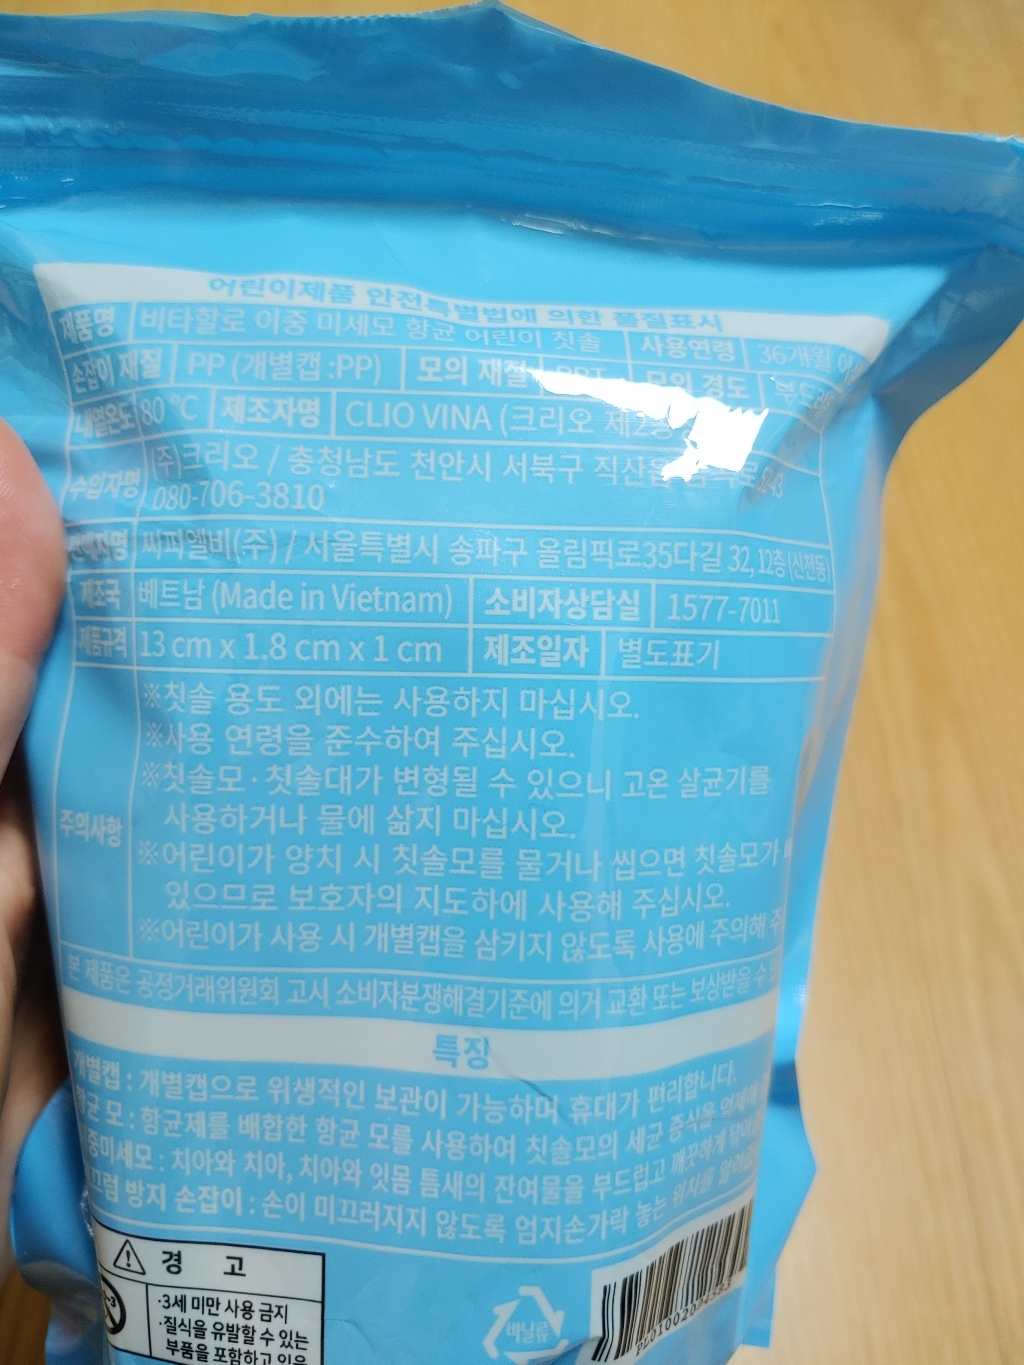 어린이제품 안전특별법에 의한 품질표시
제품명 비타할로 이중 미세모 항균 어린이 칫솔 사용연령 36개월
손잡이 재질 PP (개별캡 :PP) 모의 재질 PBT 모의 경도
내열온도 80 °C 제조자명 CLIO VINA (크리오
수입자명 (주)크리오 / 충청남도 천안시 서북구
080-706-3810
판매자명 씨피엘비(주) / 서울특별시 송파구 올림픽로35다길 32, 12층 (신천동)
제조국 베트남 (Made in Vietnam) 소비자상담실 1577-7011
제품규격 13 cm x 1.8 cm x 1 cm 제조일자 별도표기
주의사항
※칫솔 용도 외에는 사용하지 마십시오.
※사용 연령을 준수하여 주십시오.
※칫솔모·칫솔대가 변형될 수 있으니 고온 살균기를
사용하거나 물에 삶지 마십시오.
※어린이가 양치 시 칫솔모를 물거나 씹으면 칫솔모가
있으므로 보호자의 지도하에 사용해 주십시오.
※어린이가 사용 시 개별캡을 삼키지 않도록 사용에 주의해
본 제품은 공정거래위원회 고시 소비자분쟁해결기준에 의거 교환 또는 보상받을 수
특징
개별캡 : 개별캡으로 위생적인 보관이 가능하며 휴대가 편리합니다.
항균 모 : 항균제를 배합한 항균 모를 사용하여 칫솔모의 세균 증식을
이중미세모 : 치아와 치아, 치아와 잇몸 틈새의 잔여물을 부드럽고 깨끗하게
방지 손잡이 : 손이 미끄러지지 않도록 엄지손가락 놓는 위치를
경 고
·3세 미만 사용 금지
·질식을 유발할 수 있는
부품을 포함하고 있음
비닐류